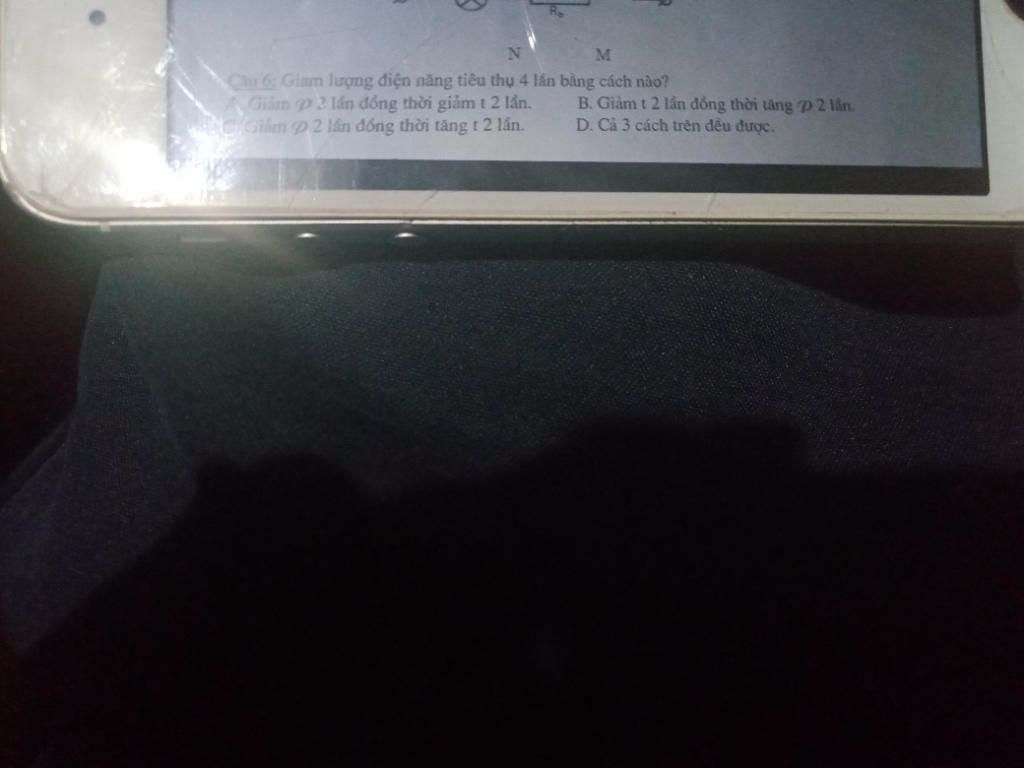 R₀
N M
Câu 6: Giảm lượng điện năng tiêu thụ 4 lần bằng cách nào?
A. Giảm 𝒫 2 lần đồng thời giảm t 2 lần. B. Giảm t 2 lần đồng thời tăng 𝒫 2 lần.
C. Giảm 𝒫 2 lần đồng thời tăng t 2 lần. D. Cả 3 cách trên đều được.